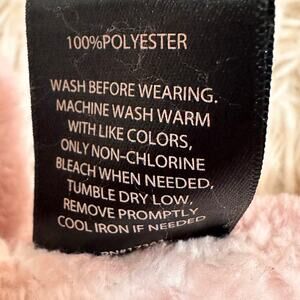 100%POLYESTER
WASH BEFORE WEARING.
MACHINE WASH WARM
WITH LIKE COLORS,
ONLY NON-CHLORINE
BLEACH WHEN NEEDED,
TUMBLE DRY LOW,
REMOVE PROMPTLY
COOL IRON IF NEEDED